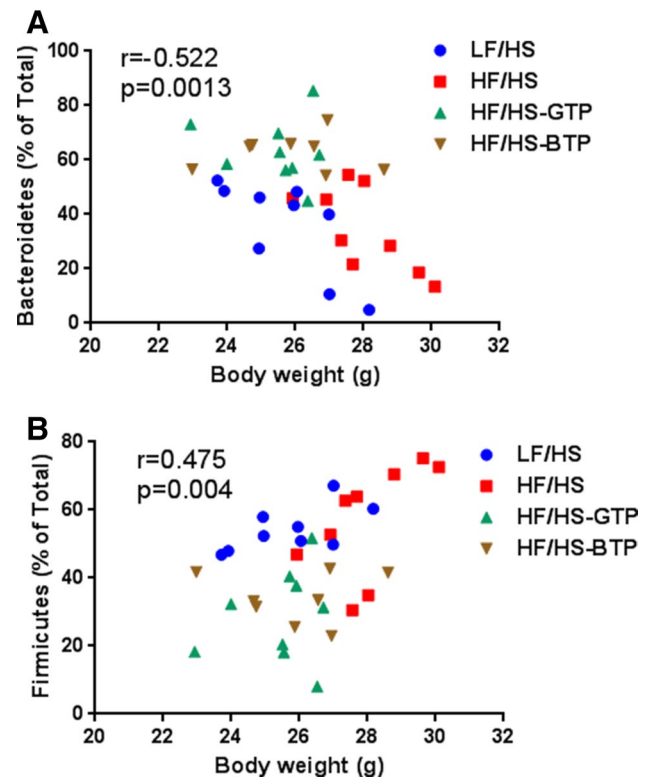 A
r=-0.522
p=0.0013
LF/HS
HF/HS
HF/HS-GTP
HF/HS-BTP
Bacteroidetes (% of Total)
100
80
60
40
20
0
20 22 24 26 28 30 32
Body weight (g)
B
r=0.475
p=0.004
LF/HS
HF/HS
HF/HS-GTP
HF/HS-BTP
Firmicutes (% of Total)
80
60
40
20
0
20 22 24 26 28 30 32
Body weight (g)